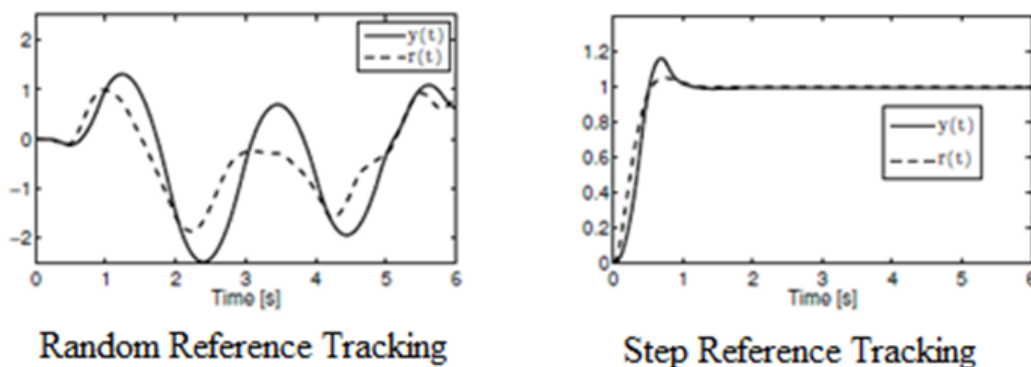 2
1
0
−1
−2
y(t)
r(t)
0 1 2 3 4 5 6
Time [s]
Random Reference Tracking
1.2
1
0.8
0.6
0.4
0.2
0
y(t)
r(t)
0 1 2 3 4 5 6
Time [s]
Step Reference Tracking